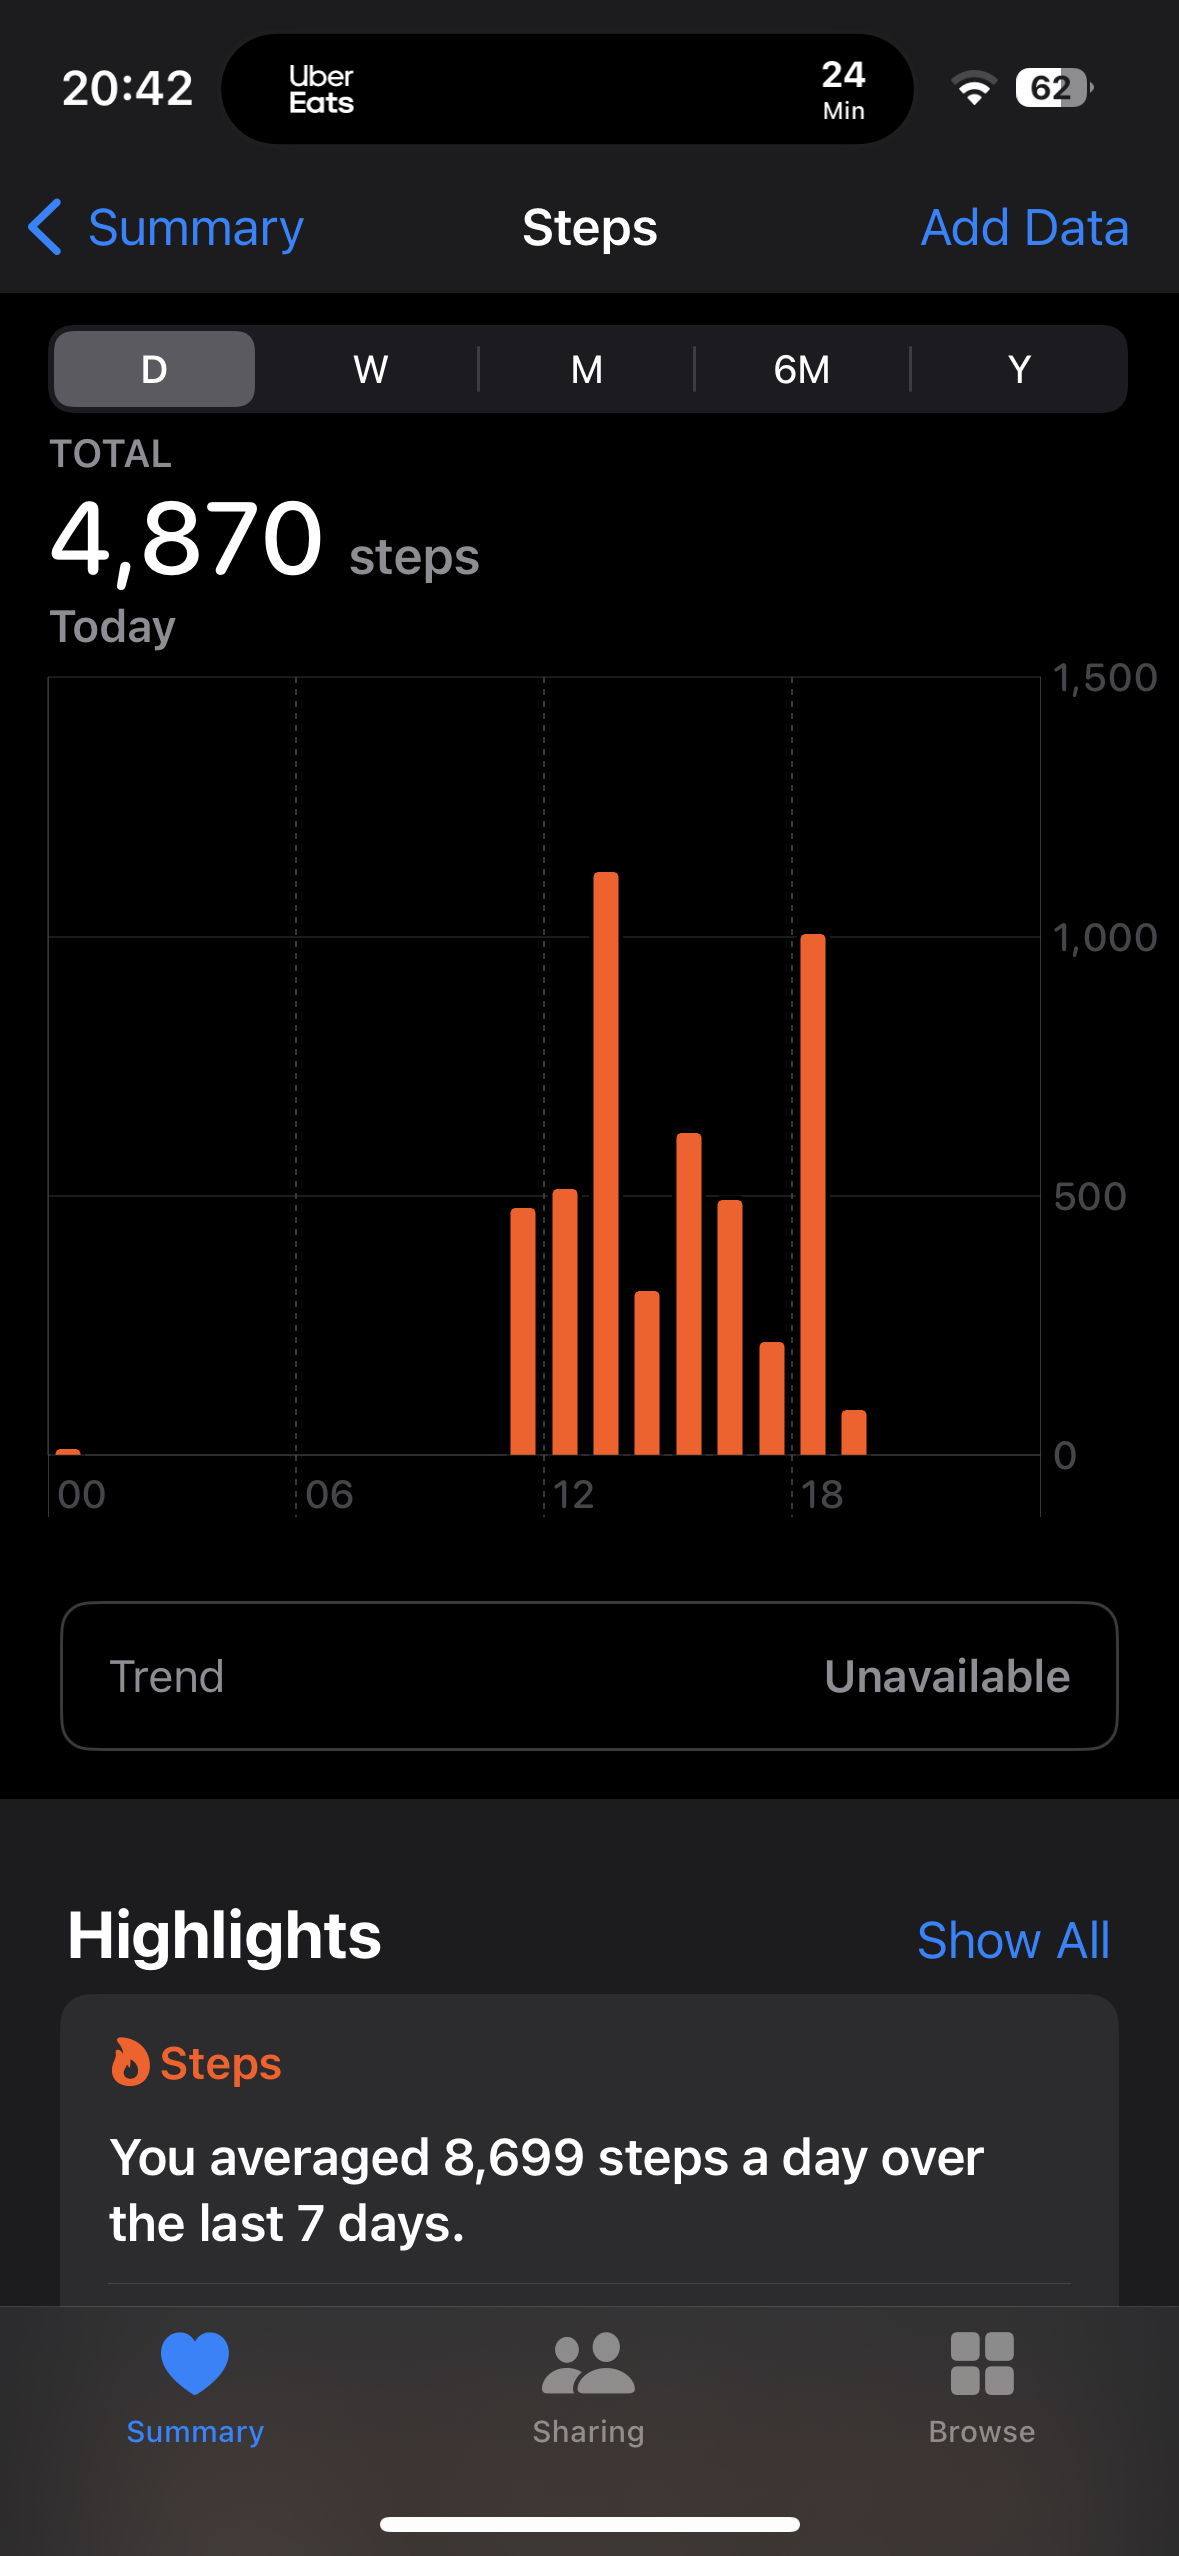 20:42
Uber
Eats
24
Min
62
Summary
Steps
Add Data
D
W
M
6M
Y
TOTAL
4,870 steps
Today
1,500
1,000
500
0
00
06
12
18
Trend
Unavailable
Highlights
Show All
Steps
You averaged 8,699 steps a day over
the last 7 days.
Summary
Sharing
Browse